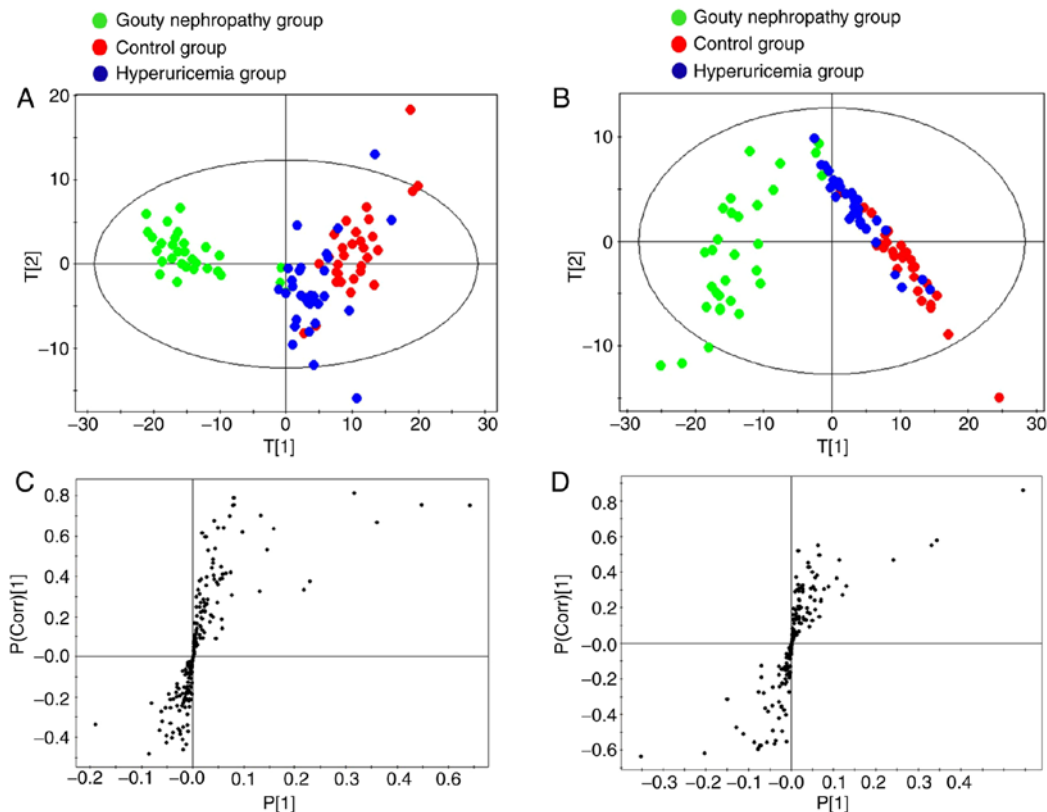 Gouty nephropathy group
Control group
Hyperuricemia group
A
20
10
0
−10
T[2]
−30
−20
−10
0
10
20
30
T[1]
Gouty nephropathy group
Control group
Hyperuricemia group
B
10
0
−10
T[2]
−30
−20
−10
0
10
20
30
T[1]
C
0.8
0.6
0.4
0.2
−0.0
−0.2
−0.4
P(Corr)[1]
−0.2
−0.1
−0.0
0.1
0.2
0.3
0.4
0.5
0.6
P[1]
D
0.8
0.6
0.4
0.2
−0.0
−0.2
−0.4
−0.6
P(Corr)[1]
−0.3
−0.2
−0.1
−0.0
0.1
0.2
0.3
0.4
P[1]